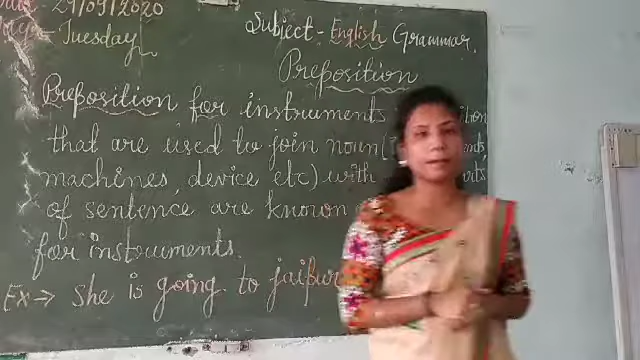 29/09/2020
Tuesday
Subject - English Grammar.
Preposition
Preposition for instruments
that are used to join noun
machines, device etc) with
of sentence are known
for instruments.
Ex → She is going to jaipur